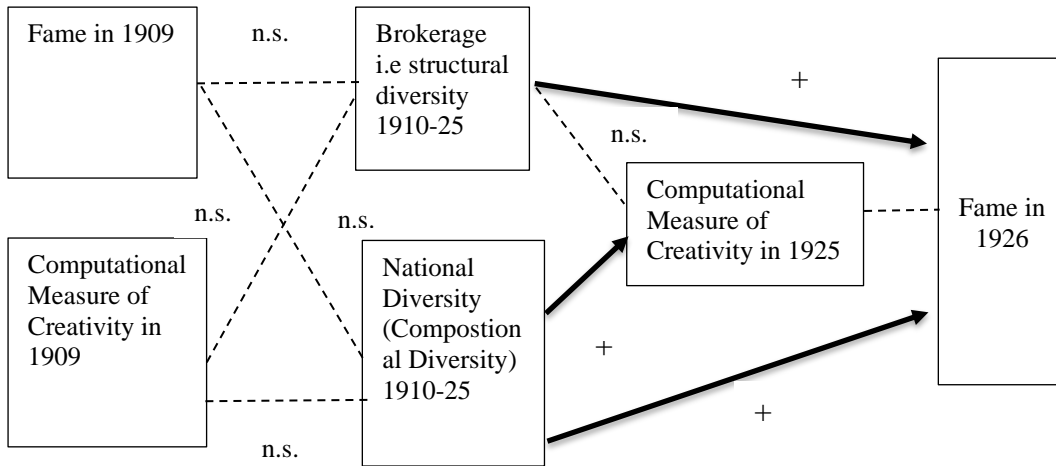 Fame in 1909
n.s.
Brokerage
i.e structural
diversity
1910-25
+
n.s.
Computational
Measure of
Creativity in 1925
Fame in
1926
n.s.
n.s.
Computational
Measure of
Creativity in
1909
National
Diversity
(Compostion
al Diversity)
1910-25
+
+
n.s.